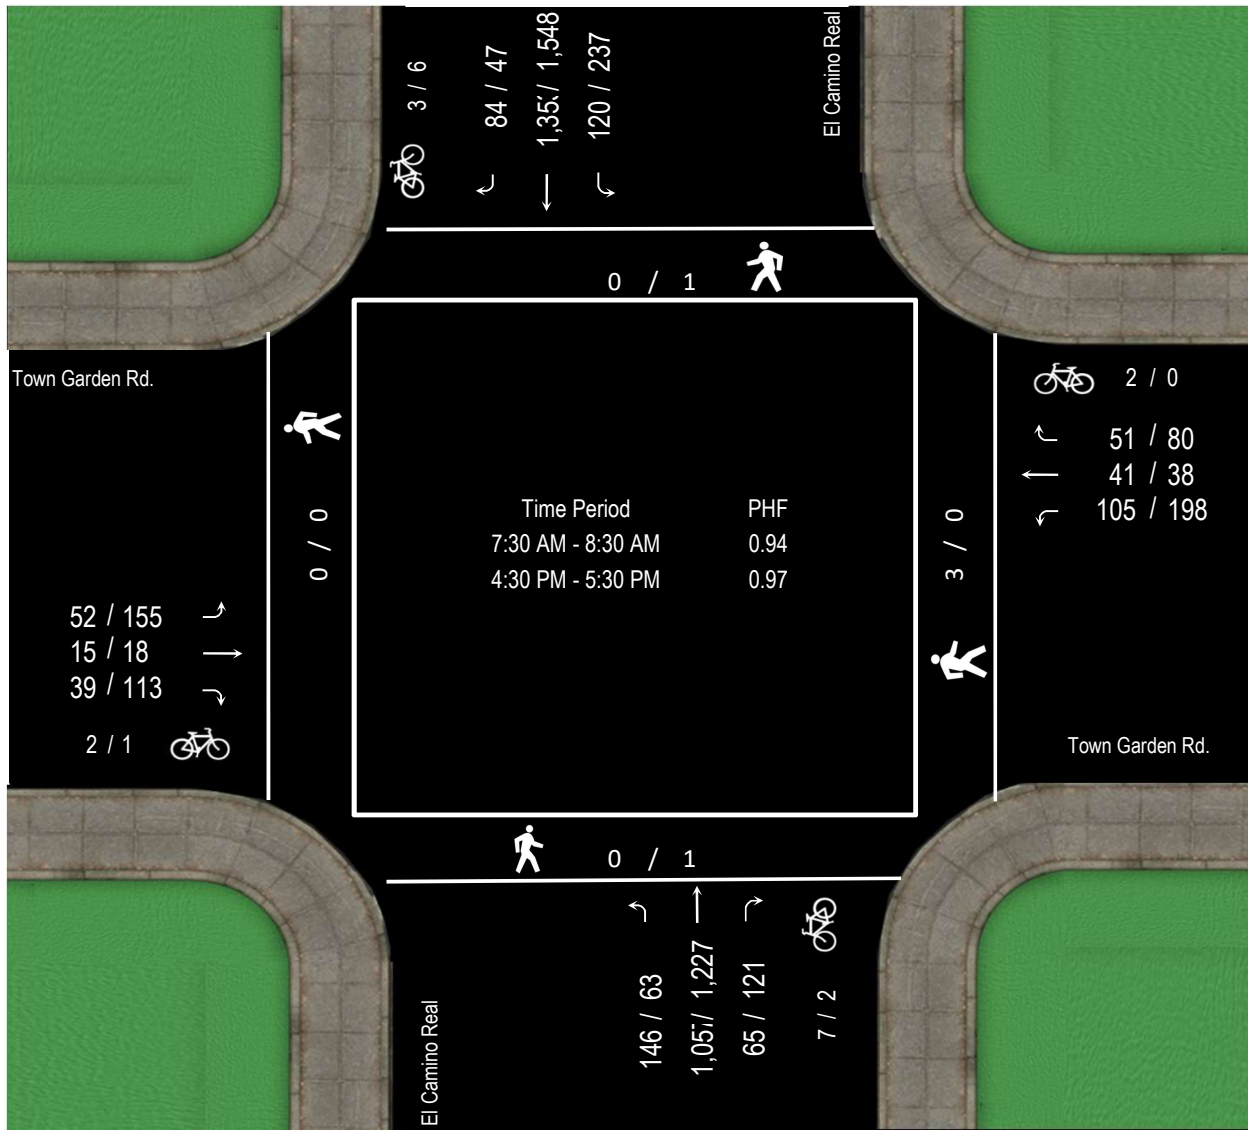 El Camino Real
3 / 6
84 / 47
/ 1,548
120 / 237
0 / 1
Town Garden Rd.
2 / 0
51 / 80
41 / 38
105 / 198
0 / 0
Time Period PHF
7:30 AM - 8:30 AM 0.94
4:30 PM - 5:30 PM 0.97
3 / 0
52 / 155
15 / 18
39 / 113
2 / 1
Town Garden Rd.
0 / 1
146 / 63
1,057/ 1,227
65 / 121
7 / 2
El Camino Real